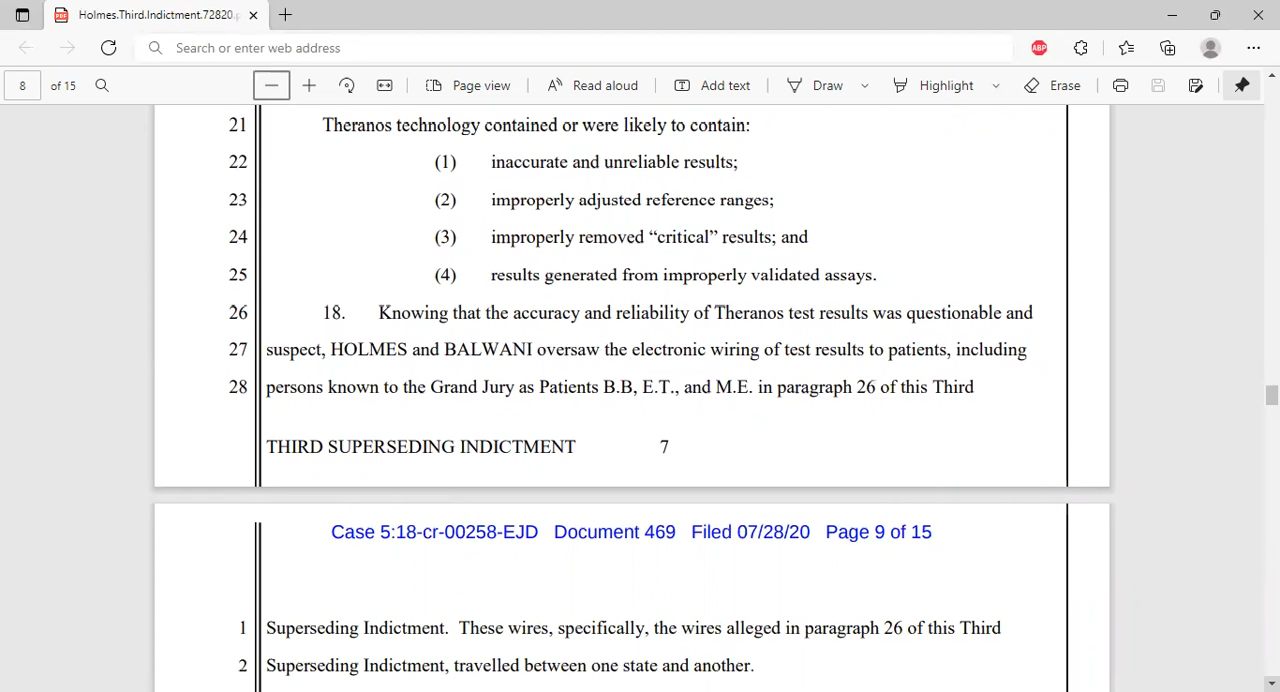 Holmes.Third.Indictment.72820.p
Search or enter web address
ABP
8 of 15
Page view
Read aloud
Add text
Draw
Highlight
Erase
21 Theranos technology contained or were likely to contain:
22 (1) inaccurate and unreliable results;
23 (2) improperly adjusted reference ranges;
24 (3) improperly removed “critical” results; and
25 (4) results generated from improperly validated assays.
26 18. Knowing that the accuracy and reliability of Theranos test results was questionable and
27 suspect, HOLMES and BALWANI oversaw the electronic wiring of test results to patients, including
28 persons known to the Grand Jury as Patients B.B, E.T., and M.E. in paragraph 26 of this Third
THIRD SUPERSEDING INDICTMENT 7
Case 5:18-cr-00258-EJD Document 469 Filed 07/28/20 Page 9 of 15
1 Superseding Indictment. These wires, specifically, the wires alleged in paragraph 26 of this Third
2 Superseding Indictment, travelled between one state and another.